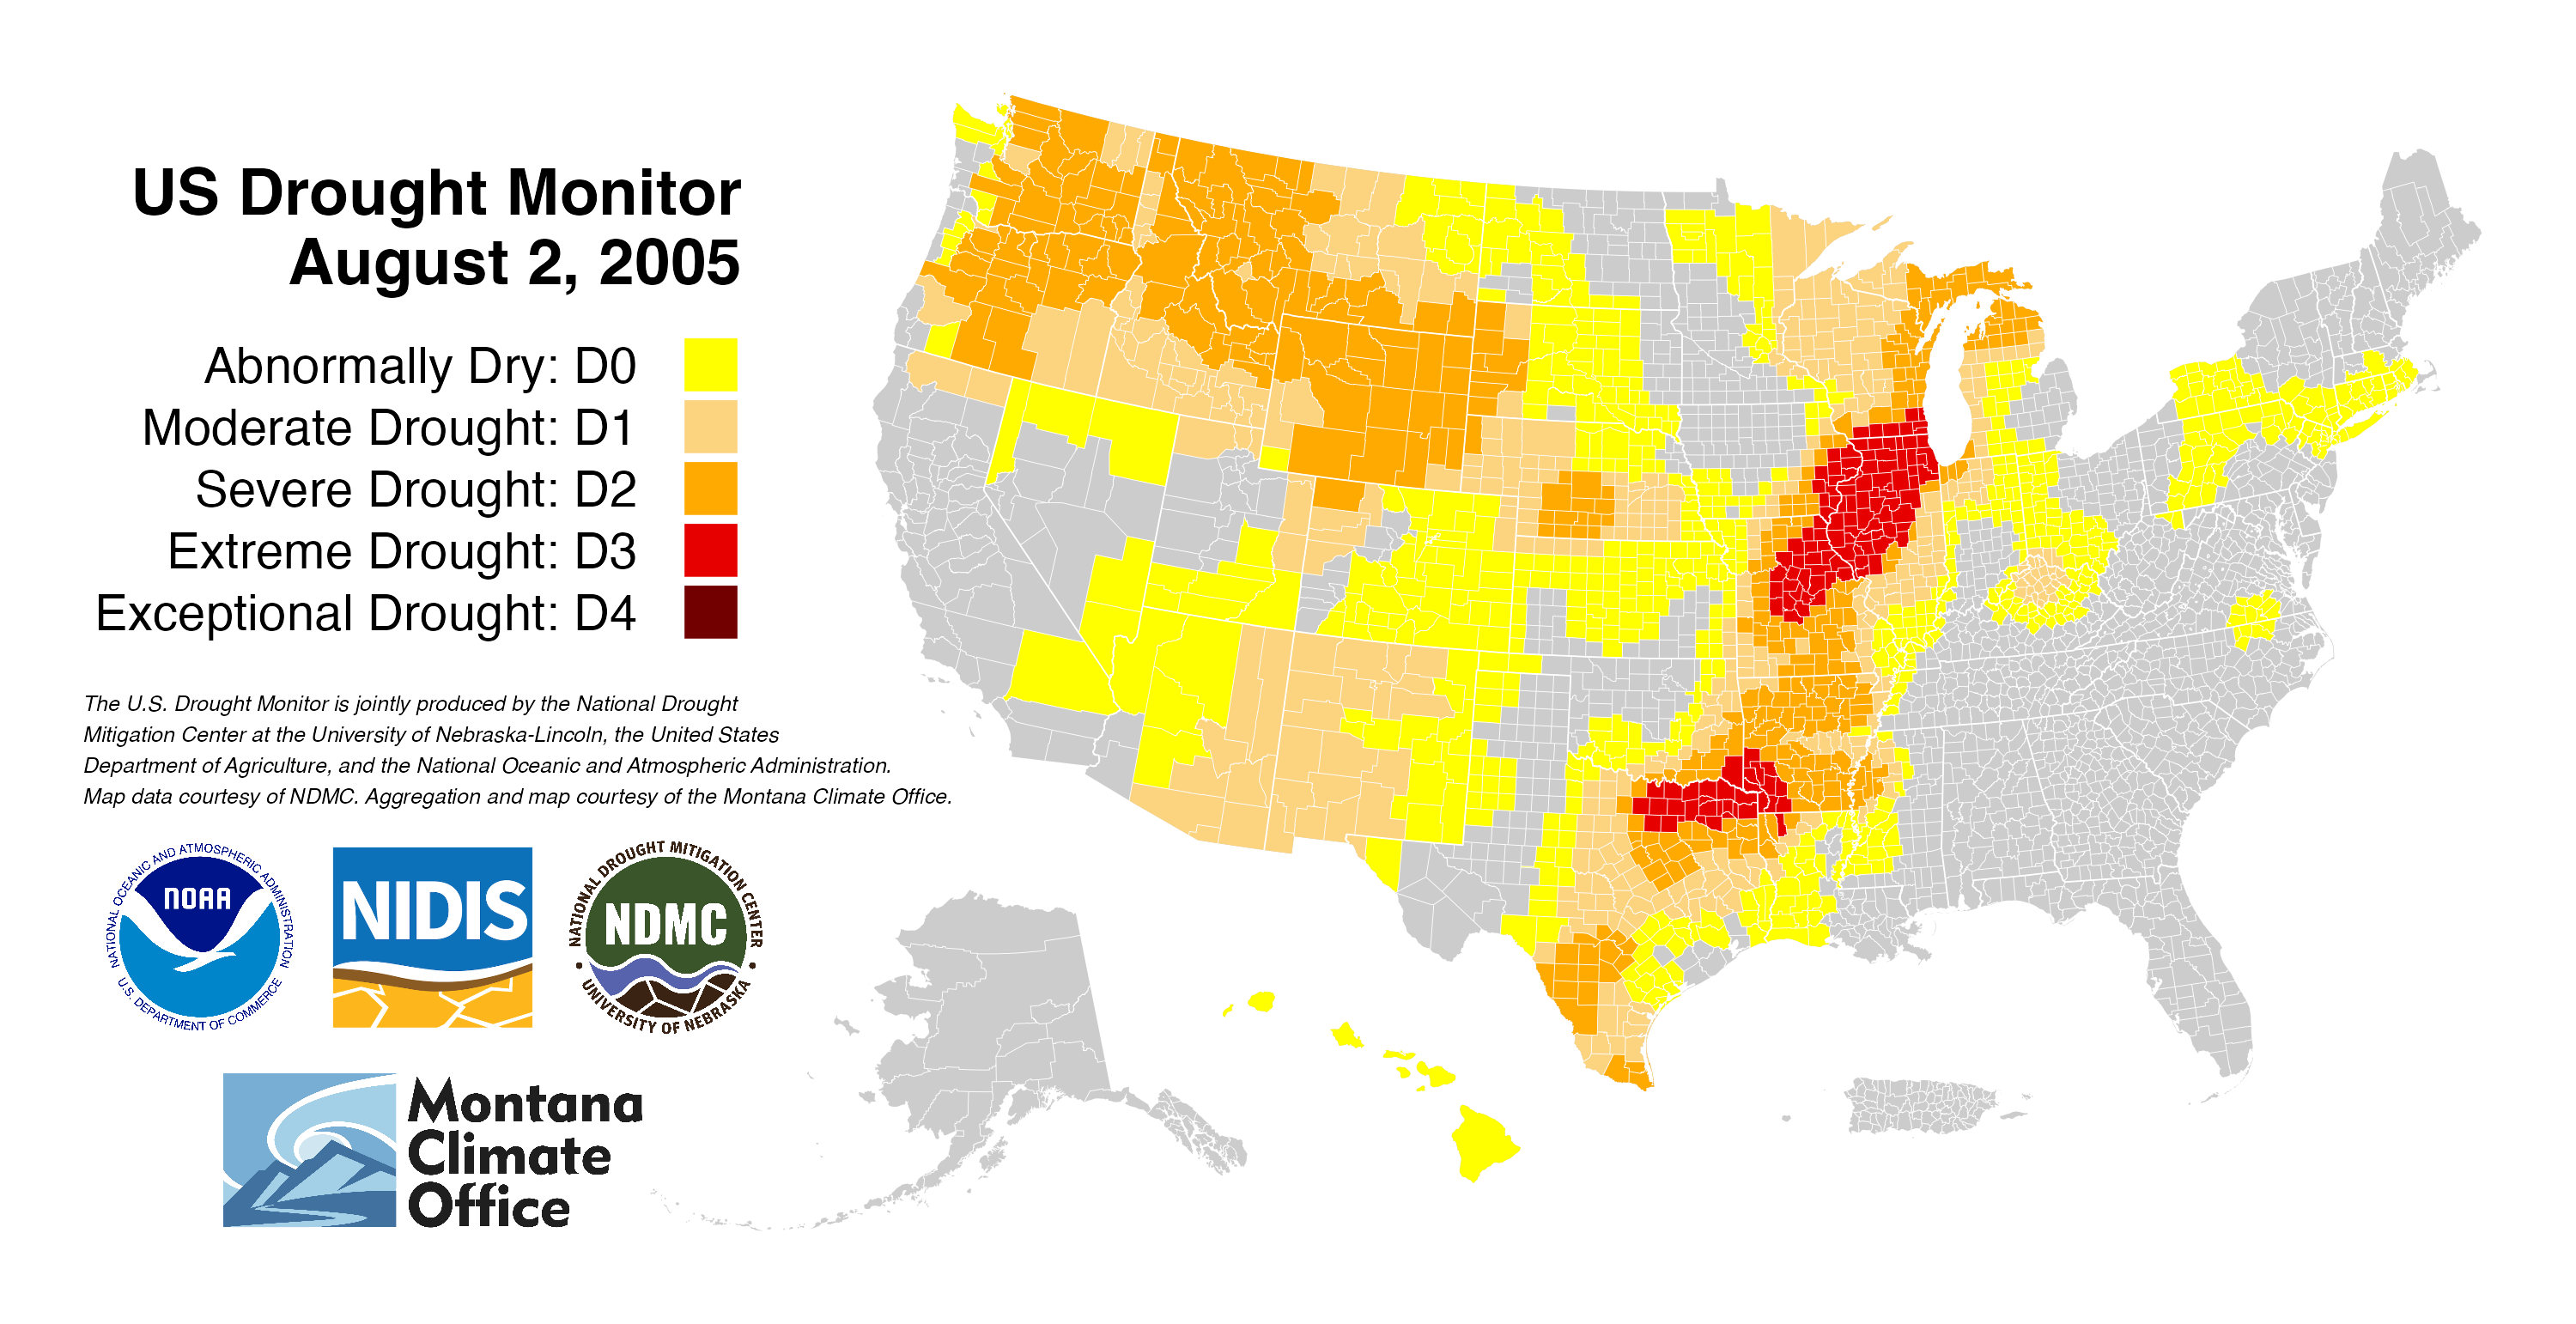 US Drought Monitor
August 2, 2005
Abnormally Dry: D0
Moderate Drought: D1
Severe Drought: D2
Extreme Drought: D3
Exceptional Drought: D4
The U.S. Drought Monitor is jointly produced by the National Drought
Mitigation Center at the University of Nebraska-Lincoln, the United States
Department of Agriculture, and the National Oceanic and Atmospheric Administration.
Map data courtesy of NDMC. Aggregation and map courtesy of the Montana Climate Office.
NATIONAL OCEANIC AND ATMOSPHERIC ADMINISTRATION
NOAA
U.S. DEPARTMENT OF COMMERCE
NIDIS
NATIONAL DROUGHT MITIGATION CENTER
NDMC
UNIVERSITY OF NEBRASKA
Montana
Climate
Office